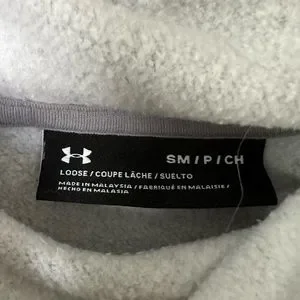 SM / P / CH
LOOSE / COUPE LÂCHE / SUELTO
MADE IN MALAYSIA / FABRIQUÉ EN MALAISIE /
HECHO EN MALASIA